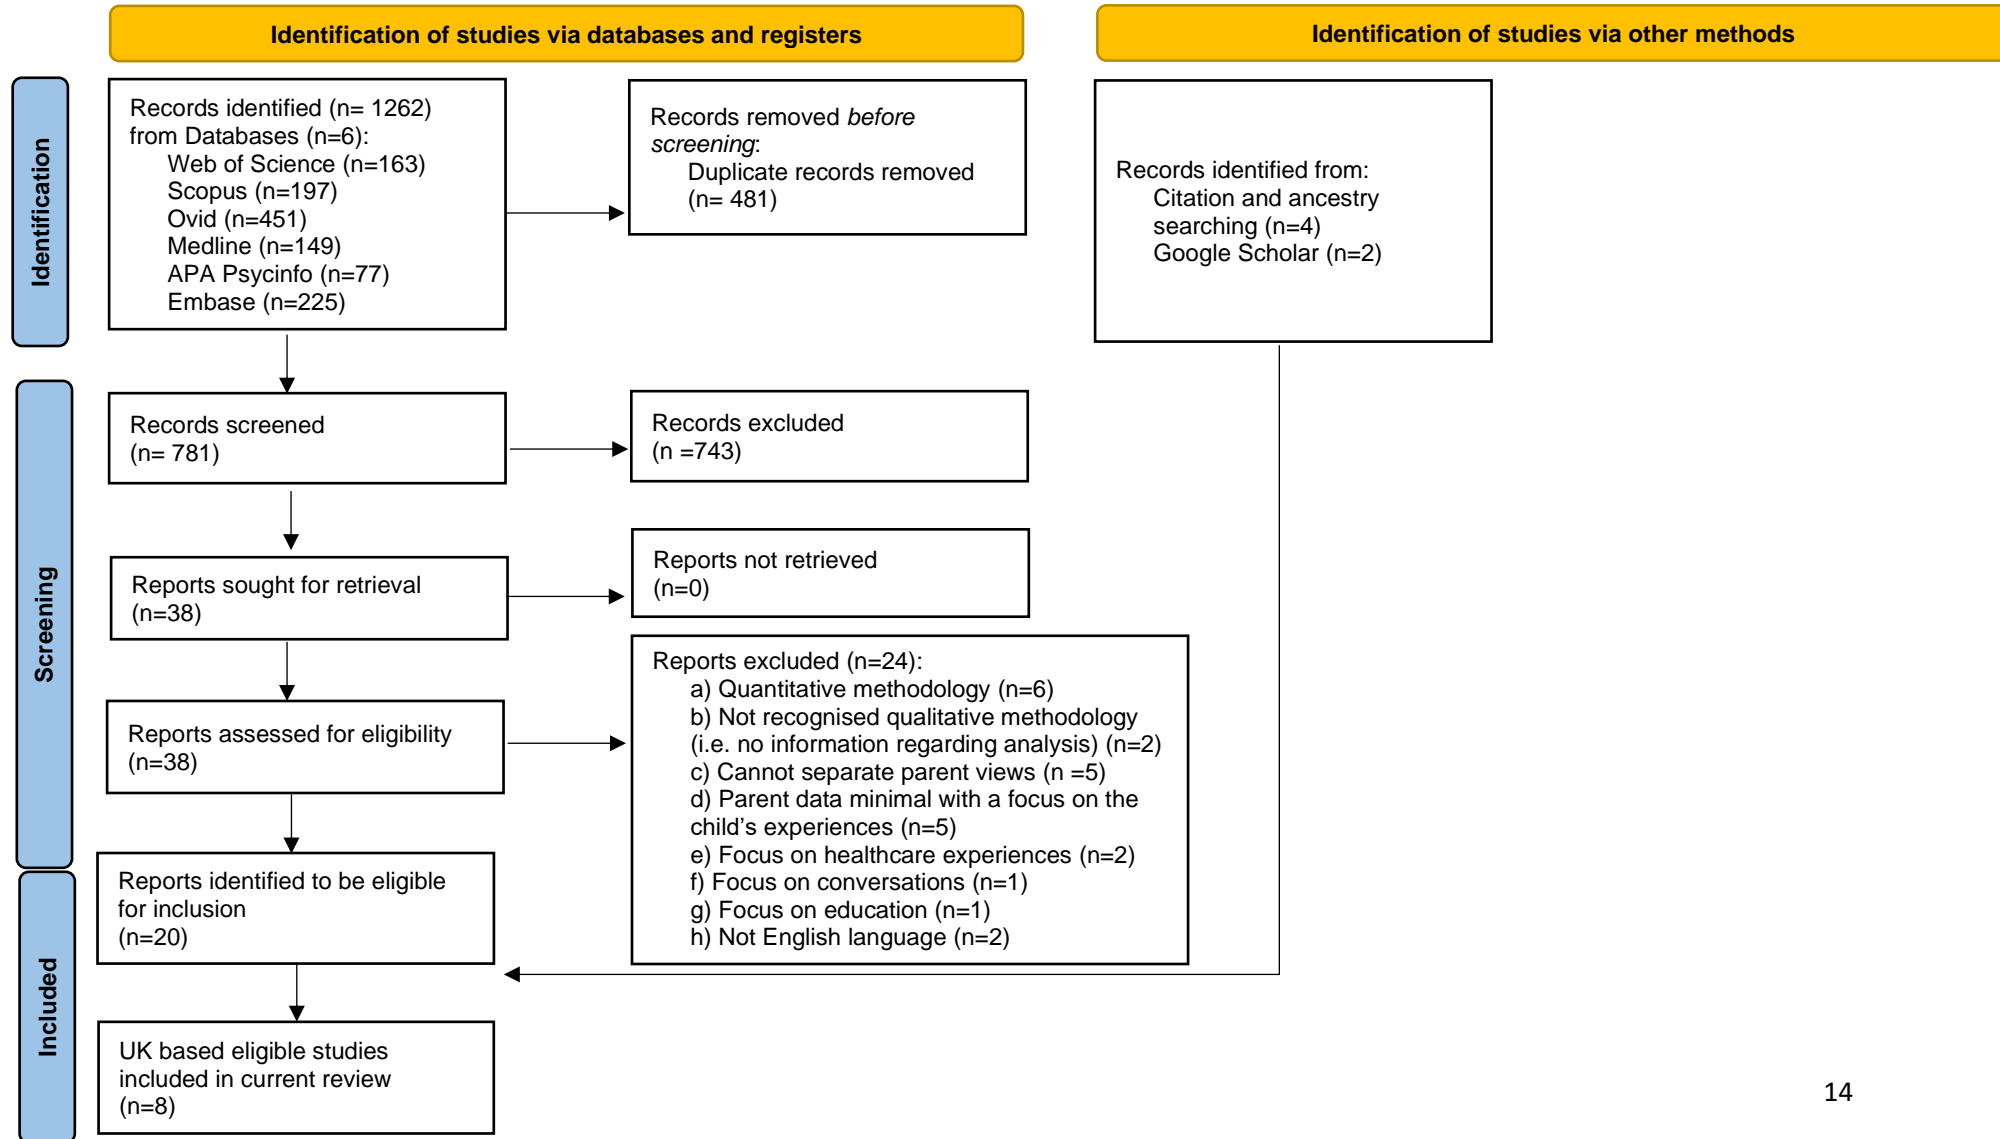 Identification of studies via databases and registers
Identification of studies via other methods
Identification
Records identified (n= 1262)
from Databases (n=6):
Web of Science (n=163)
Scopus (n=197)
Ovid (n=451)
Medline (n=149)
APA Psycinfo (n=77)
Embase (n=225)
Records removed before
screening:
Duplicate records removed
(n= 481)
Records identified from:
Citation and ancestry
searching (n=4)
Google Scholar (n=2)
Screening
Records screened
(n= 781)
Records excluded
(n =743)
Reports sought for retrieval
(n=38)
Reports not retrieved
(n=0)
Reports assessed for eligibility
(n=38)
Reports excluded (n=24):
a) Quantitative methodology (n=6)
b) Not recognised qualitative methodology
(i.e. no information regarding analysis) (n=2)
c) Cannot separate parent views (n =5)
d) Parent data minimal with a focus on the
child’s experiences (n=5)
e) Focus on healthcare experiences (n=2)
f) Focus on conversations (n=1)
g) Focus on education (n=1)
h) Not English language (n=2)
Included
Reports identified to be eligible
for inclusion
(n=20)
UK based eligible studies
included in current review
(n=8)
14